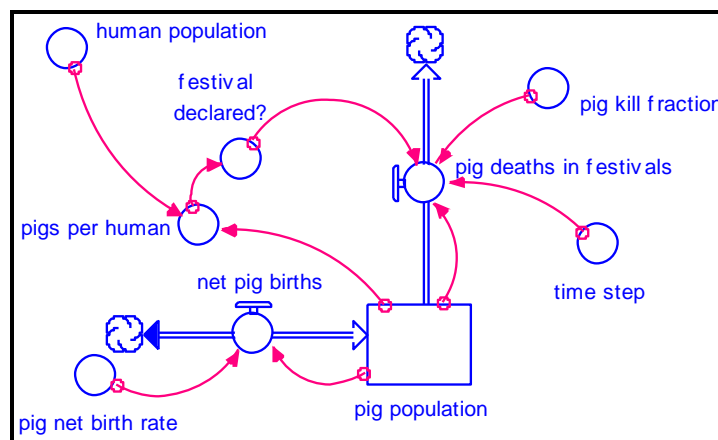 human population
festival
declared?
pig kill fraction
pig deaths in festivals
pigs per human
net pig births
time step
pig population
pig net birth rate